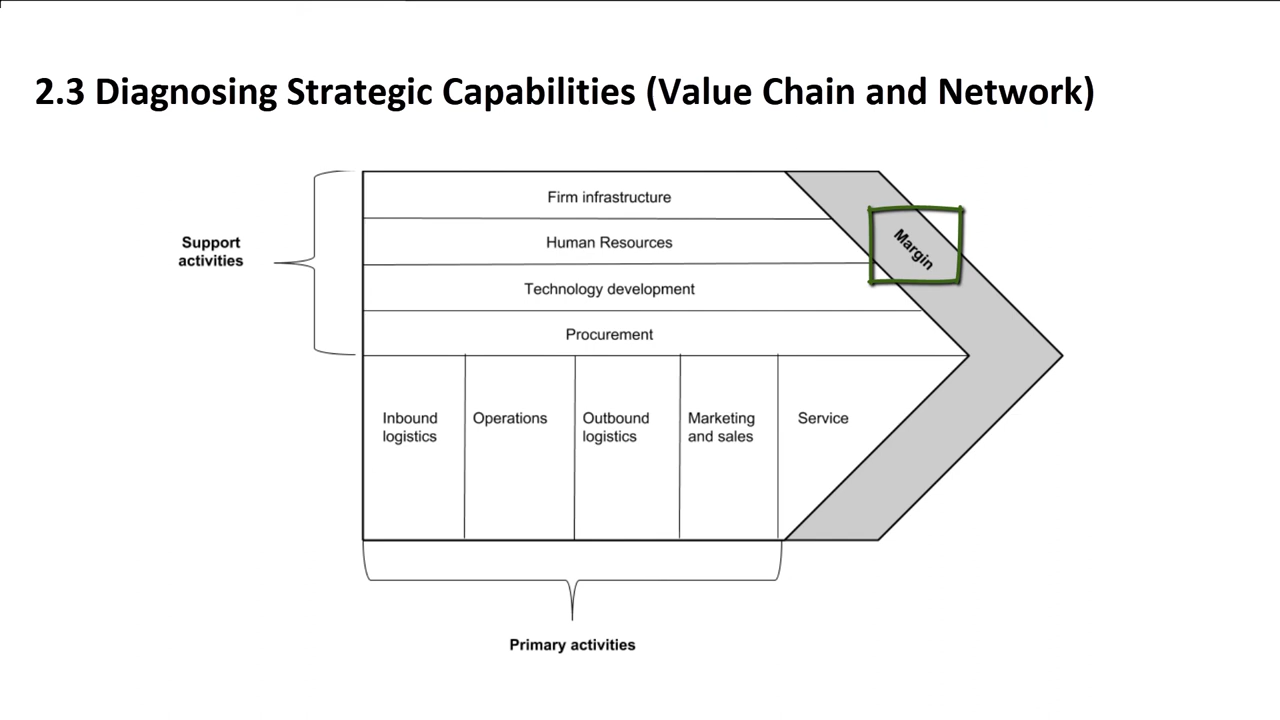 2.3 Diagnosing Strategic Capabilities (Value Chain and Network)
Firm infrastructure
Human Resources
Technology development
Procurement
Support
activities
Margin
Inbound
logistics
Operations
Outbound
logistics
Marketing
and sales
Service
Primary activities